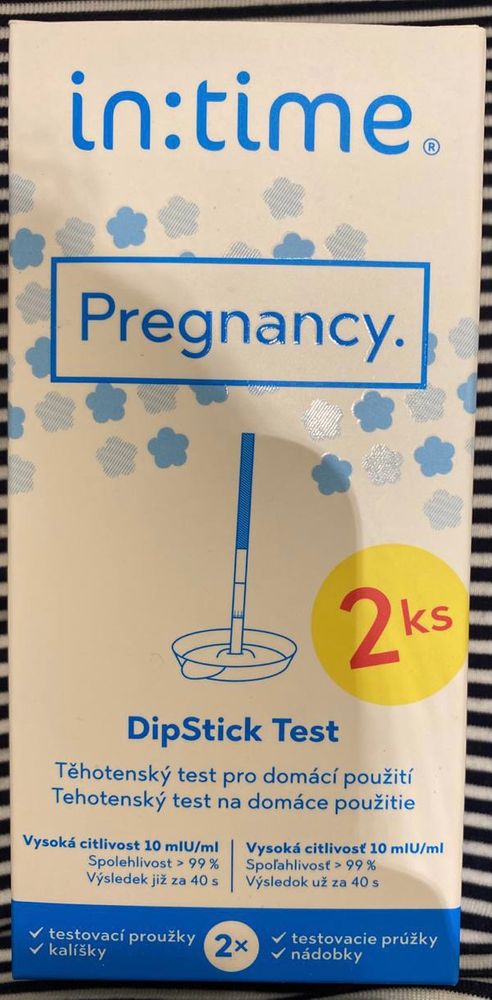 in:time®
Pregnancy.
2 ks
DipStick Test
Těhotenský test pro domácí použití
Tehotenský test na domáce použitie
Vysoká citlivost 10 mIU/ml
Spolehlivost > 99 %
Výsledek již za 40 s
Vysoká citlivosť 10 mIU/ml
Spoľahlivosť > 99 %
Výsledok už za 40 s
✓ testovací proužky
✓ kalíšky
2×
✓ testovacie prúžky
✓ nádobky